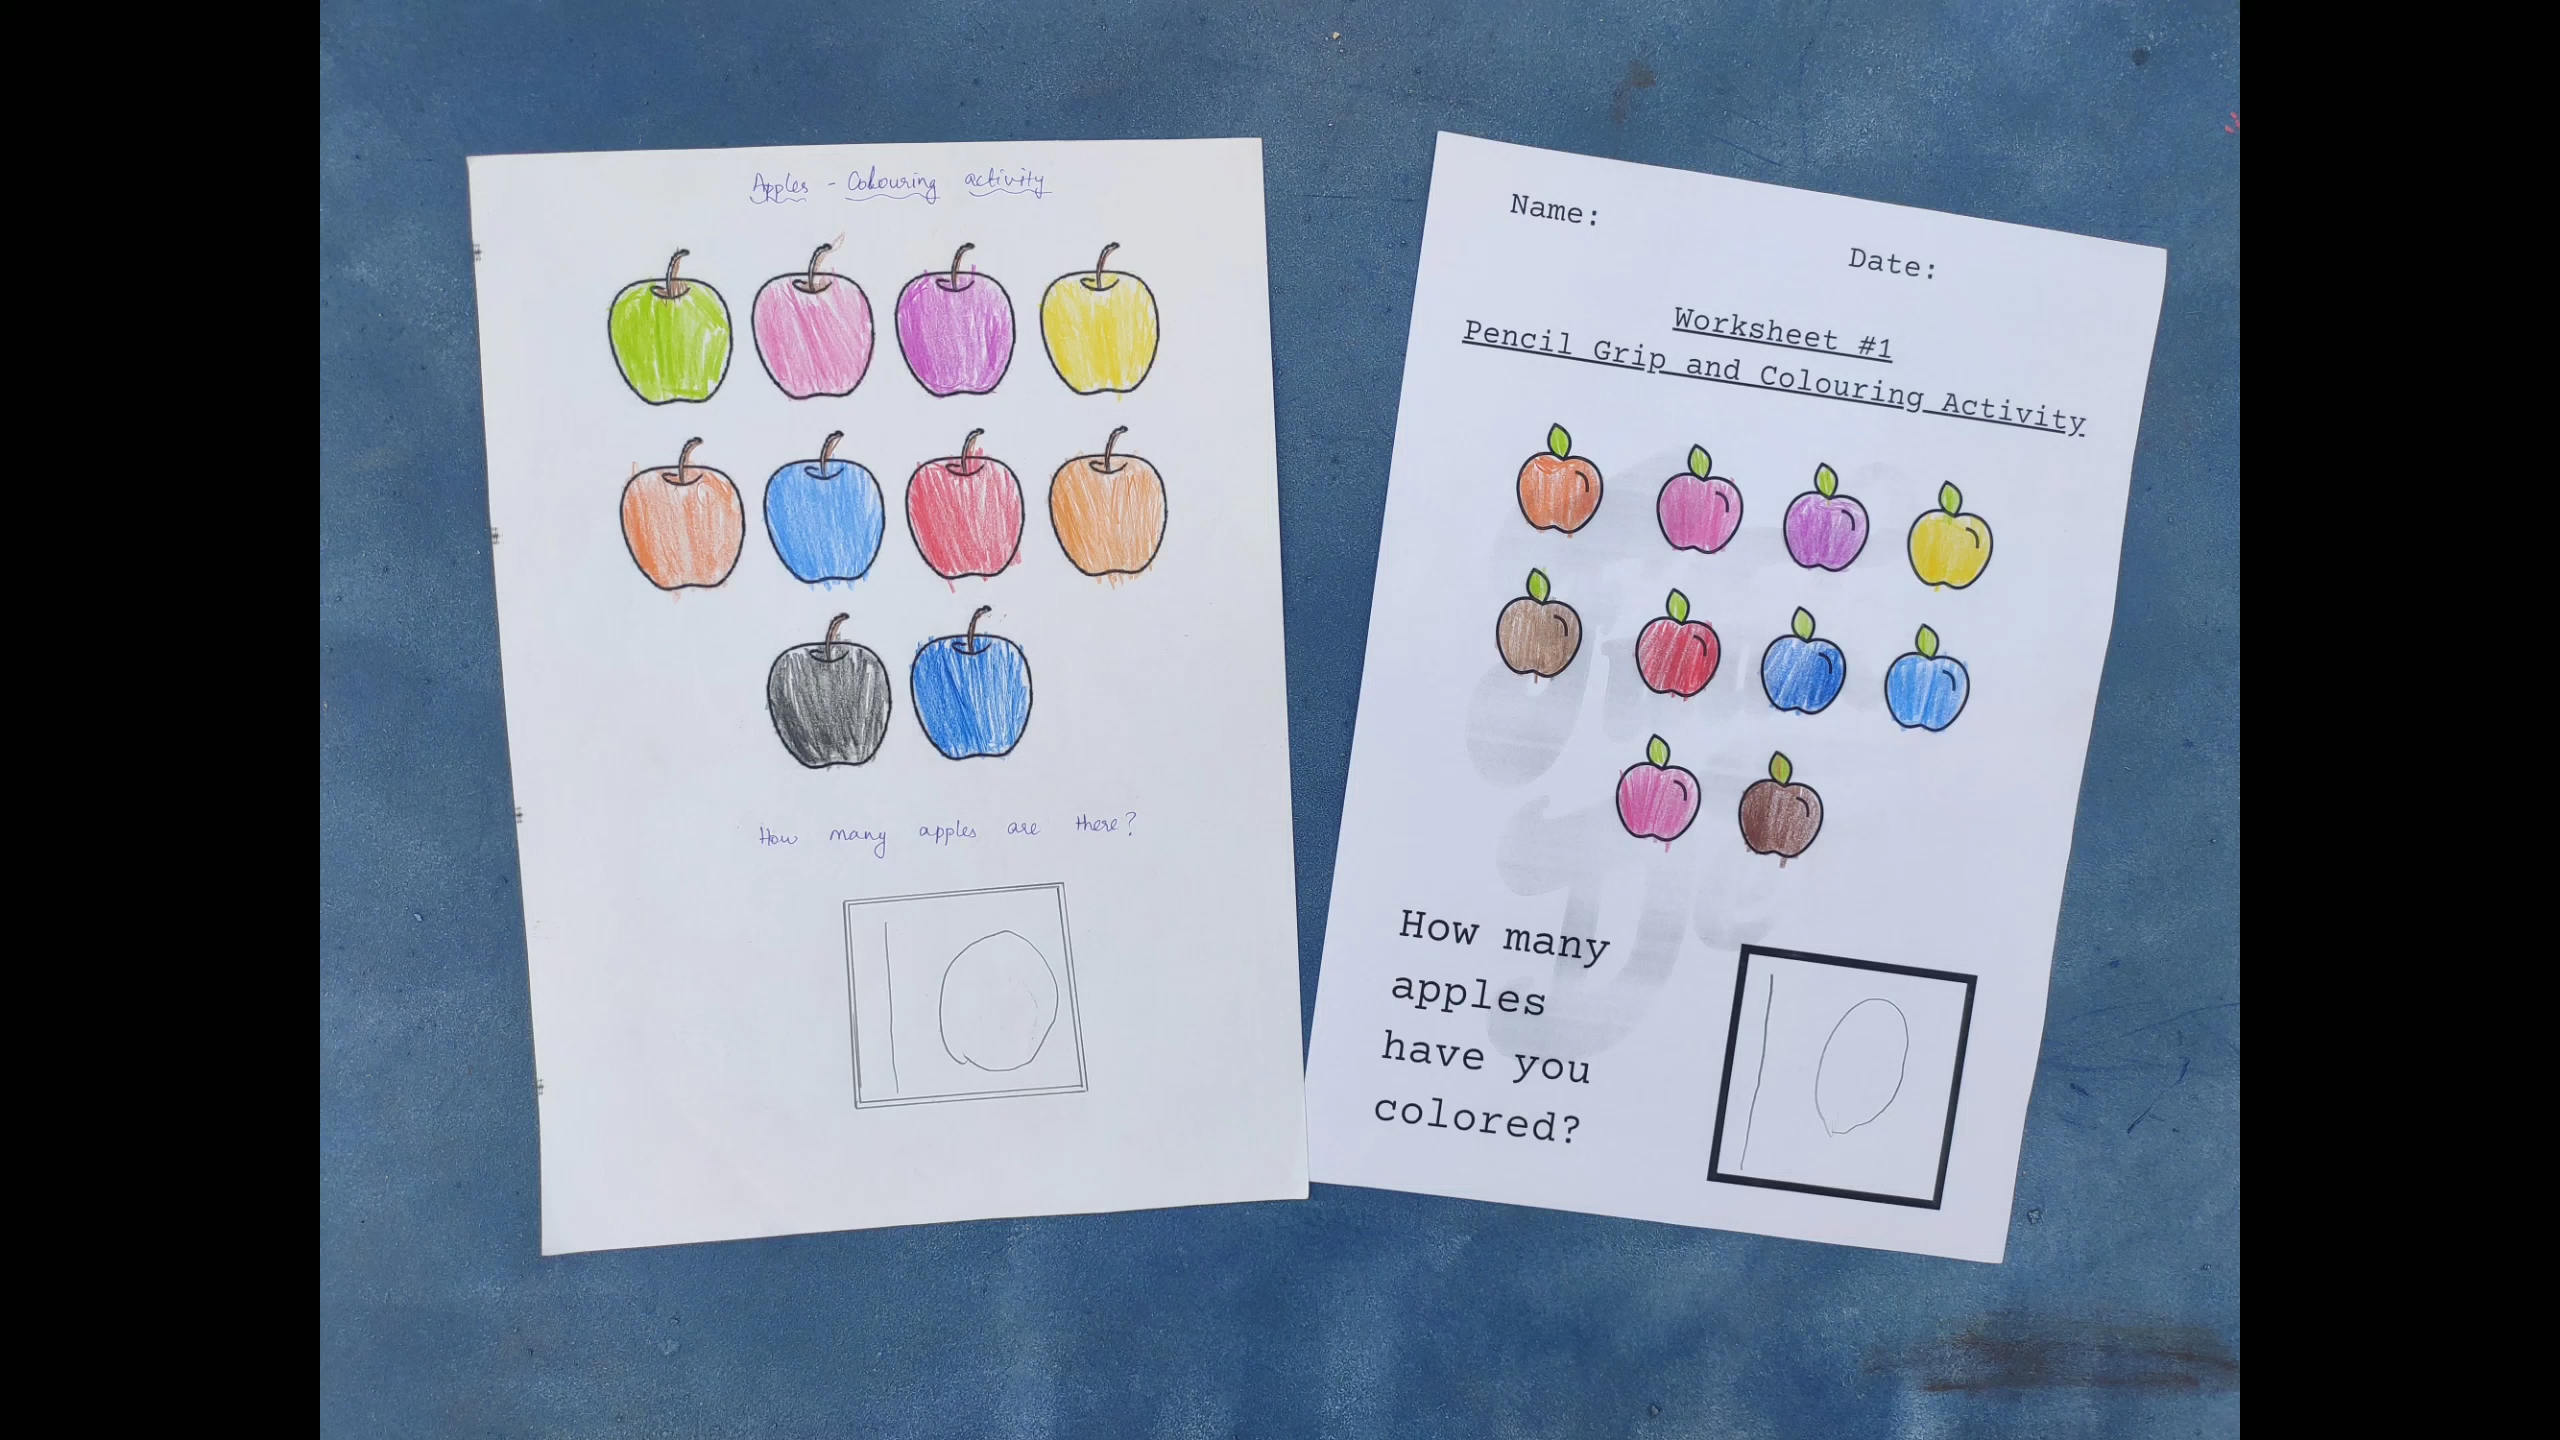 Apples - Colouring activity
How many apples are there?
10
Name:
Date:
Worksheet #1
Pencil Grip and Colouring Activity
How many
apples
have you
colored?
10